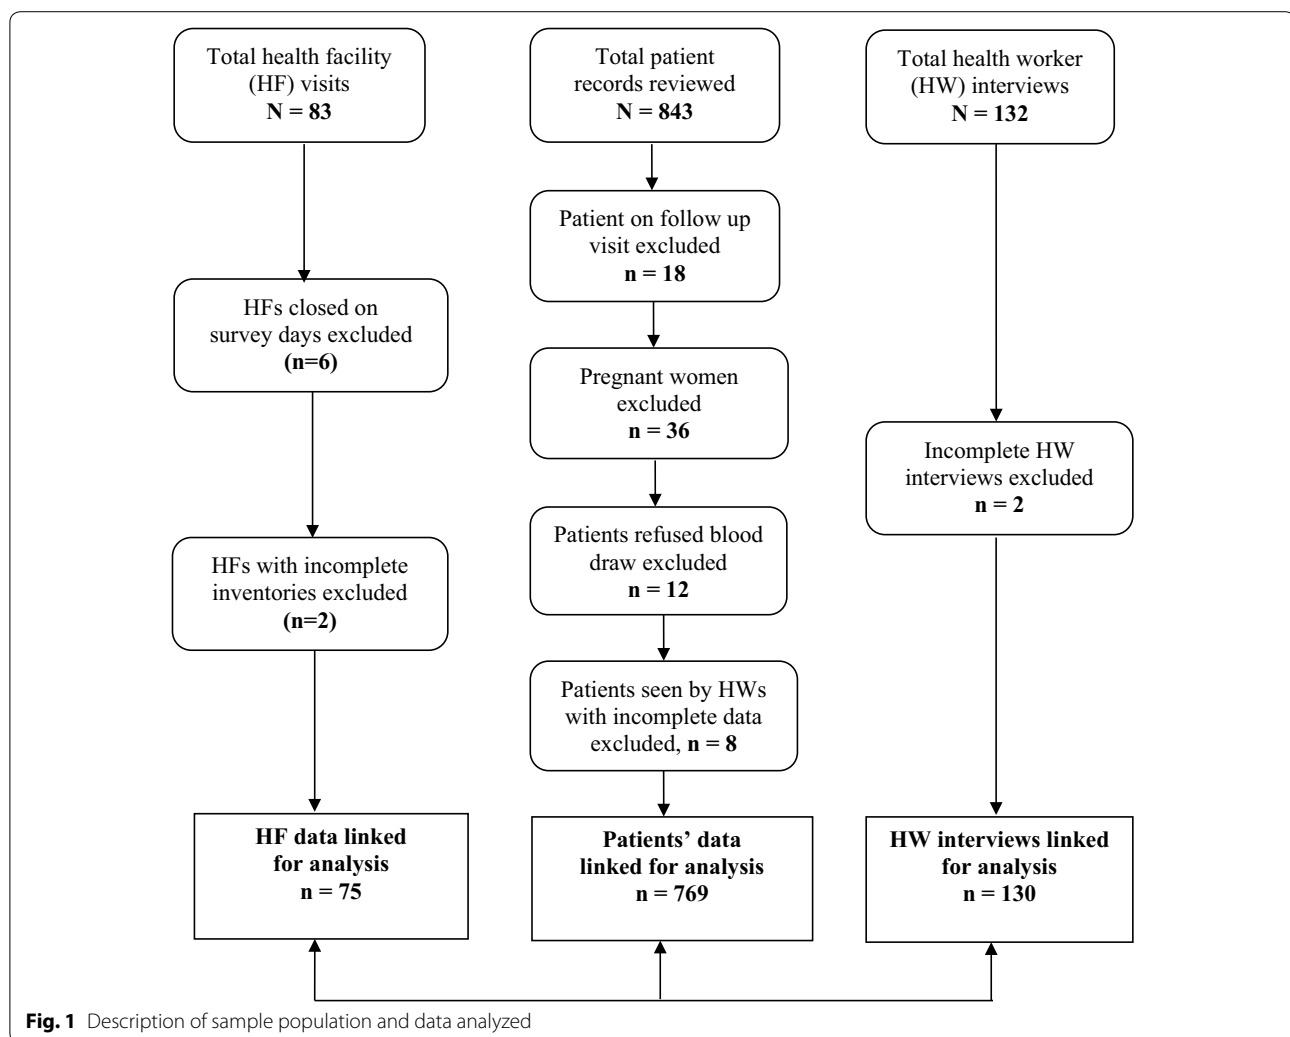 Total health facility
(HF) visits
N = 83
HFs closed on
survey days excluded
(n=6)
HFs with incomplete
inventories excluded
(n=2)
HF data linked
for analysis
n = 75
Total patient
records reviewed
N = 843
Patient on follow up
visit excluded
n = 18
Pregnant women
excluded
n = 36
Patients refused blood
draw excluded
n = 12
Patients seen by HWs
with incomplete data
excluded, n = 8
Patients’ data
linked for analysis
n = 769
Total health worker
(HW) interviews
N = 132
Incomplete HW
interviews excluded
n = 2
HW interviews linked
for analysis
n = 130
Fig. 1 Description of sample population and data analyzed